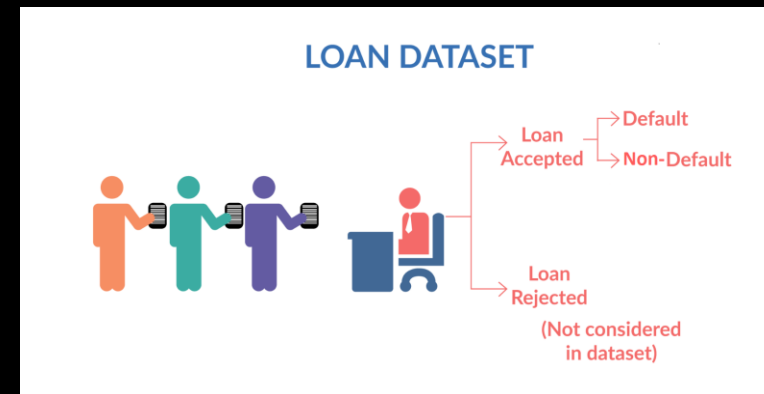 LOAN DATASET
Loan
Accepted
Default
Non-Default
Loan
Rejected
(Not considered
in dataset)